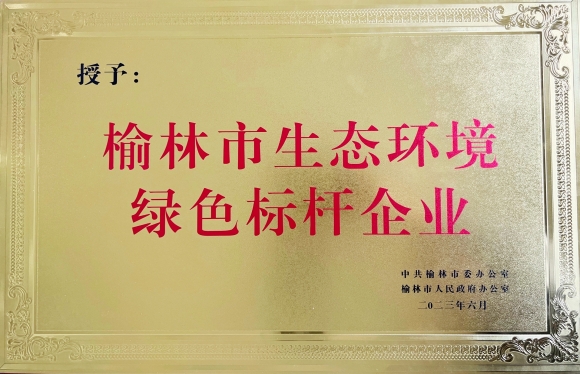 授予：
榆林市生态环境
绿色标杆企业
中共榆林市委办公室
榆林市人民政府办公室
二〇二三年六月